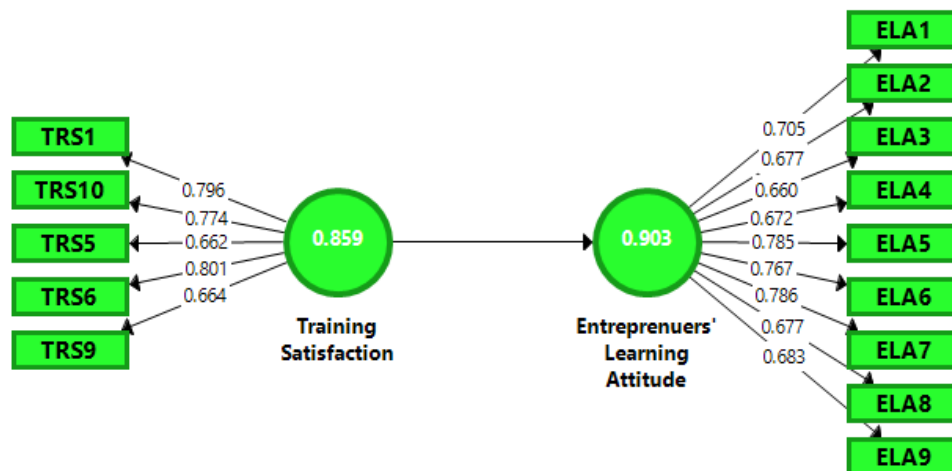 TRS1
TRS10
TRS5
TRS6
TRS9
0.796
0.774
0.662
0.801
0.664
0.859
Training
Satisfaction
0.903
Entreprenuers'
Learning
Attitude
0.705
0.677
0.660
0.672
0.785
0.767
0.786
0.677
0.683
ELA1
ELA2
ELA3
ELA4
ELA5
ELA6
ELA7
ELA8
ELA9